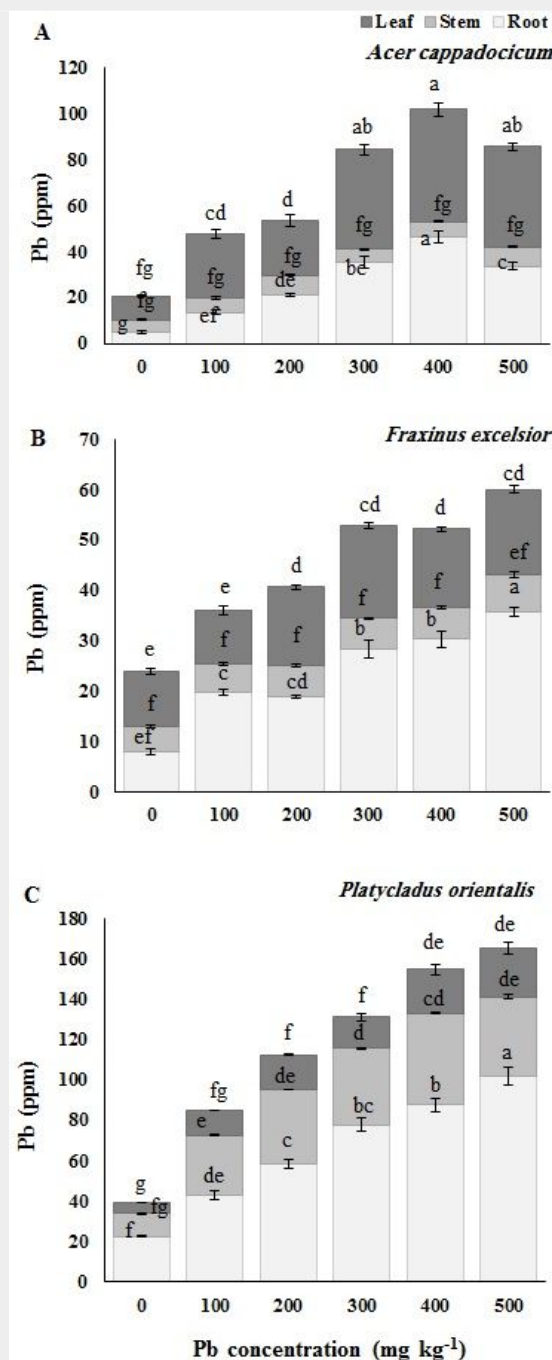 A
Leaf Stem Root
Acer cappadocicum
120
100
80
60
40
20
0
Pb (ppm)
fg
fg
g
cd
fg
ef
d
fg
de
ab
fg
bc
a
fg
a
ab
fg
c
0 100 200 300 400 500
B
Fraxinus excelsior
70
60
50
40
30
20
10
0
Pb (ppm)
e
f
ef
e
f
c
d
f
cd
cd
f
b
d
f
b
cd
ef
a
0 100 200 300 400 500
C
Platycladus orientalis
180
160
140
120
100
80
60
40
20
0
Pb (ppm)
g
fg
f
fg
e
de
f
de
c
f
d
bc
de
cd
b
de
de
a
0 100 200 300 400 500
Pb concentration (mg kg-1)